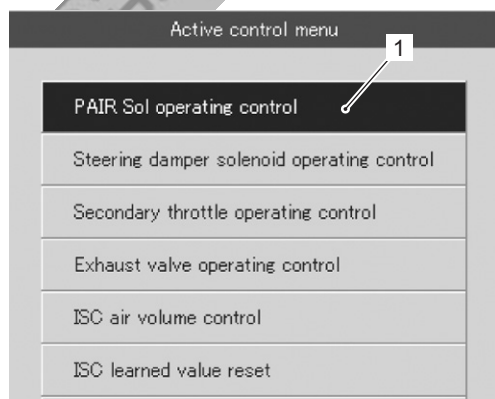 Active control menu
1
PAIR Sol operating control
Steering damper solenoid operating control
Secondary throttle operating control
Exhaust valve operating control
ISC air volume control
ISC learned value reset